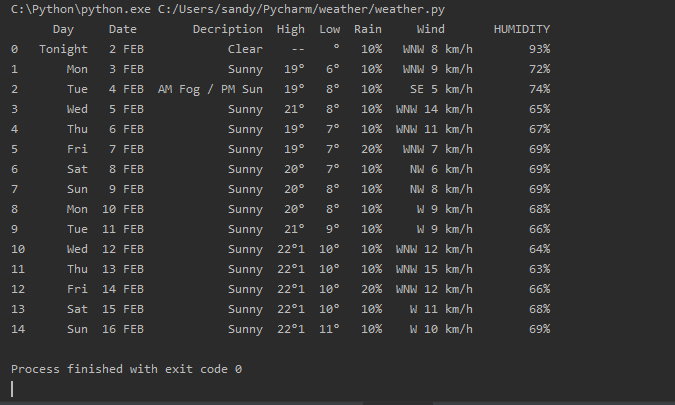 C:\Python\python.exe C:/Users/sandy/Pycharm/weather/weather.py
Day Date Decription High Low Rain Wind HUMIDITY
0 Tonight 2 FEB Clear -- ° 10% WNW 8 km/h 93%
1 Mon 3 FEB Sunny 19° 6° 10% WNW 9 km/h 72%
2 Tue 4 FEB AM Fog / PM Sun 19° 8° 10% SE 5 km/h 74%
3 Wed 5 FEB Sunny 21° 8° 10% WNW 14 km/h 65%
4 Thu 6 FEB Sunny 19° 7° 10% WNW 11 km/h 67%
5 Fri 7 FEB Sunny 19° 7° 20% WNW 7 km/h 69%
6 Sat 8 FEB Sunny 20° 7° 10% NW 6 km/h 69%
7 Sun 9 FEB Sunny 20° 8° 10% NW 8 km/h 69%
8 Mon 10 FEB Sunny 20° 8° 10% W 9 km/h 68%
9 Tue 11 FEB Sunny 21° 9° 10% W 9 km/h 66%
10 Wed 12 FEB Sunny 22°1 10° 10% WNW 12 km/h 64%
11 Thu 13 FEB Sunny 22°1 10° 10% WNW 15 km/h 63%
12 Fri 14 FEB Sunny 22°1 10° 20% WNW 12 km/h 66%
13 Sat 15 FEB Sunny 22°1 10° 10% W 11 km/h 68%
14 Sun 16 FEB Sunny 22°1 11° 10% W 10 km/h 69%
Process finished with exit code 0